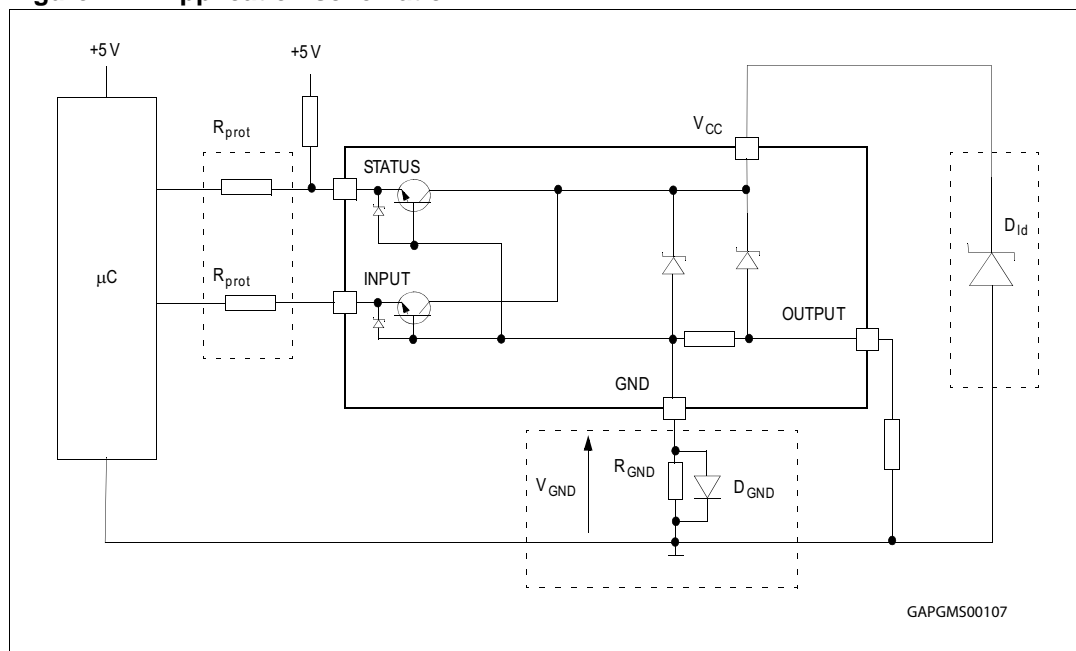 +5 V
+5 V
R_prot
V_CC
STATUS
D_ld
μC
R_prot
INPUT
OUTPUT
GND
R_GND
V_GND
D_GND
GAPGMS00107